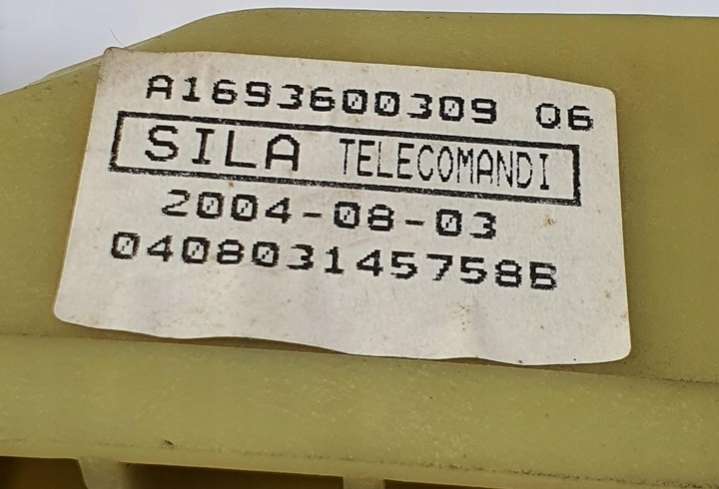 A1693600309 06
SILA TELECOMANDI
2004-08-03
040803145758B